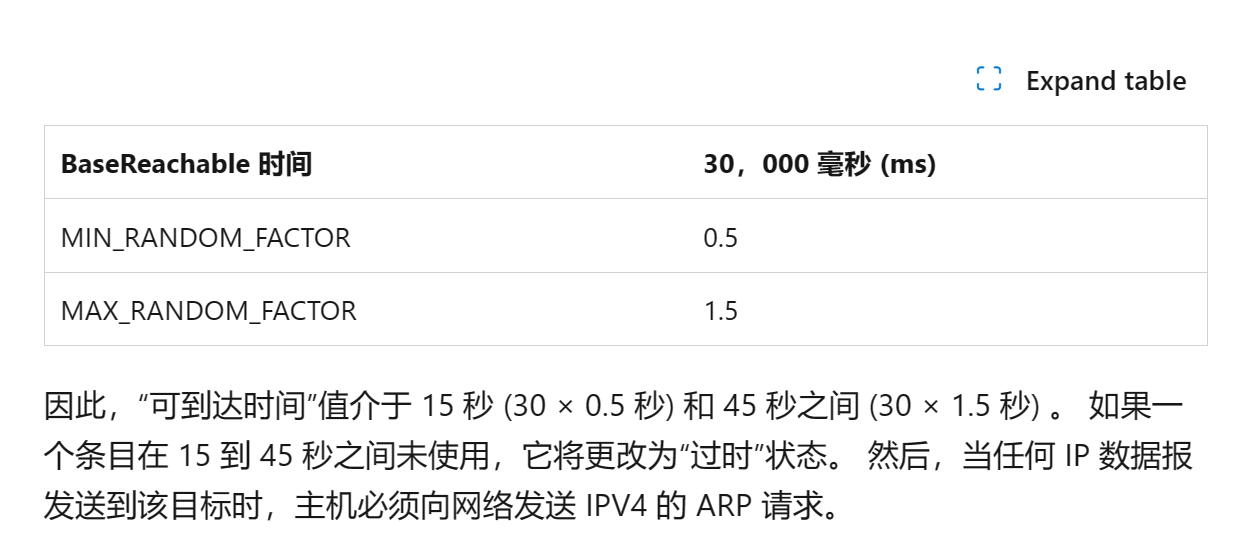 Expand table
BaseReachable 时间 30，000 毫秒 (ms)
MIN_RANDOM_FACTOR 0.5
MAX_RANDOM_FACTOR 1.5
因此，“可到达时间”值介于 15 秒 (30 × 0.5 秒) 和 45 秒之间 (30 × 1.5 秒) 。 如果一
个条目在 15 到 45 秒之间未使用，它将更改为“过时”状态。 然后，当任何 IP 数据报
发送到该目标时，主机必须向网络发送 IPV4 的 ARP 请求。